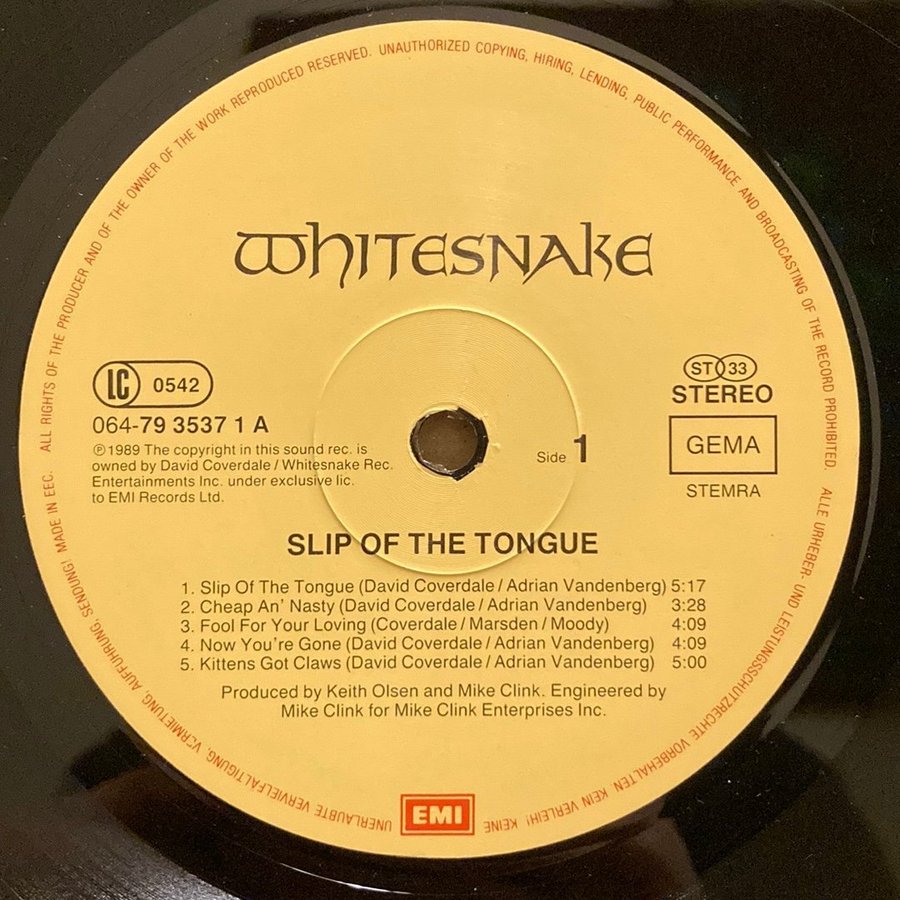 ALL RIGHTS OF THE PRODUCER AND OF THE OWNER OF THE WORK REPRODUCED RESERVED. UNAUTHORIZED COPYING, HIRING, LENDING, PUBLIC PERFORMANCE AND BROADCASTING OF THE RECORD PROHIBITED.
WHITESNAKE
LC 0542
064-79 3537 1 A
℗ 1989 The copyright in this sound rec. is
owned by David Coverdale / Whitesnake Rec.
Entertainments Inc. under exclusive lic.
to EMI Records Ltd.
Side 1
ST 33
STEREO
GEMA
STEMRA
SLIP OF THE TONGUE
1. Slip Of The Tongue (David Coverdale / Adrian Vandenberg) 5:17
2. Cheap An' Nasty (David Coverdale / Adrian Vandenberg) 3:28
3. Fool For Your Loving (Coverdale / Marsden / Moody) 4:09
4. Now You're Gone (David Coverdale / Adrian Vandenberg) 4:09
5. Kittens Got Claws (David Coverdale / Adrian Vandenberg) 5:00
Produced by Keith Olsen and Mike Clink. Engineered by
Mike Clink for Mike Clink Enterprises Inc.
EMI
ALLE URHEBER- UND LEISTUNGSSCHUTZRECHTE VORBEHALTEN KEIN VERLEIH! KEINE UNERLAUBTE VERVIELFÄLTIGUNG, VERMIETUNG, AUFFÜHRUNG, SENDUNG! MADE IN EEC.